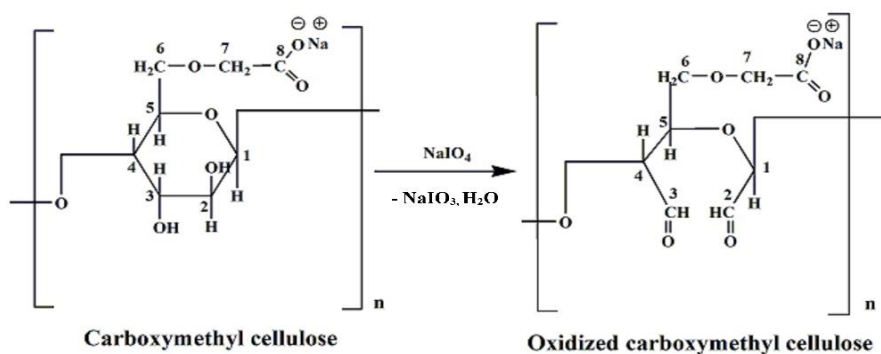 ⊖ ⊕
8 ONa
6 7
H₂C—O—CH₂—C
O
5 O
H H
4 H OH 1
3 2 H
OH H
O
n
Carboxymethyl cellulose
NaIO₄
- NaIO₃, H₂O
⊖⊕
ONa
6 7 8
H₂C—O—CH₂—C
O
5
H O
H
4 1
3 2 H
CH HC
O O
O
n
Oxidized carboxymethyl cellulose